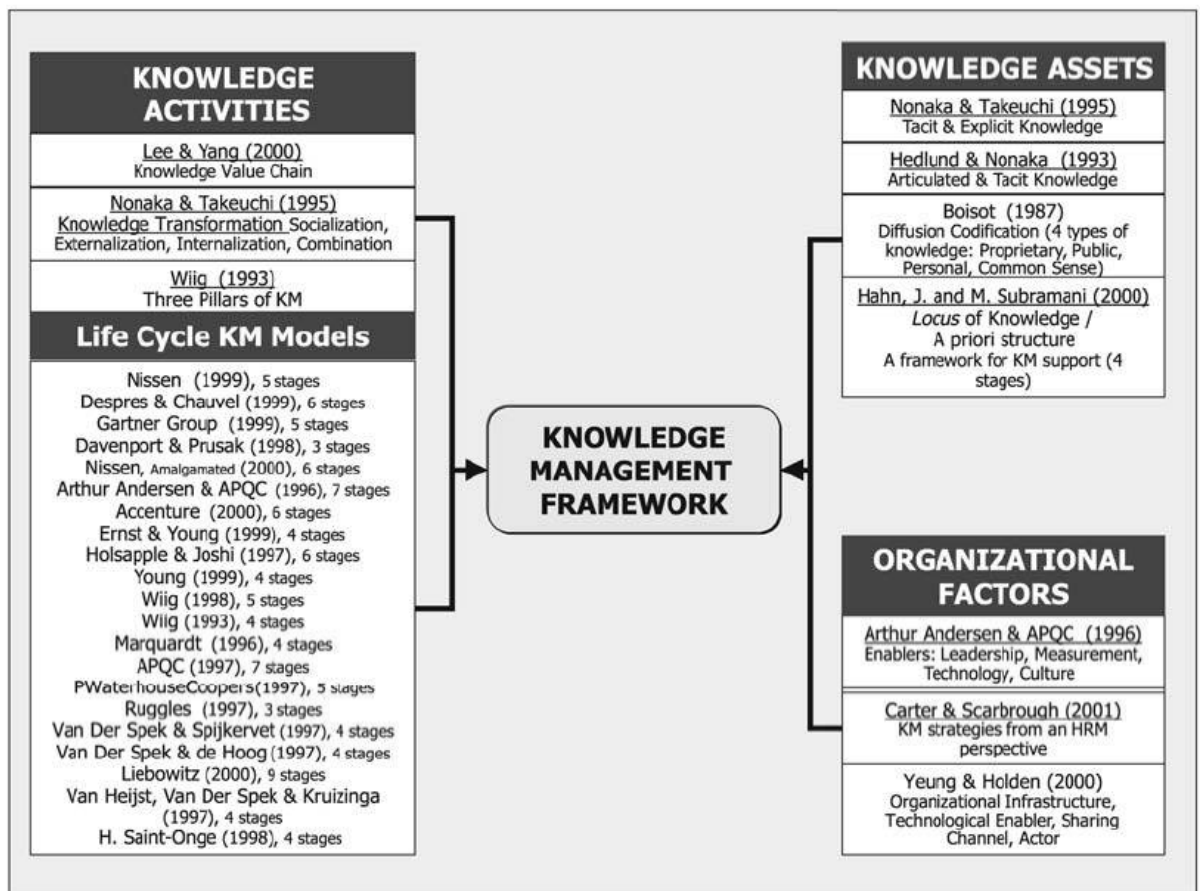 KNOWLEDGE
ACTIVITIES
Lee & Yang (2000)
Knowledge Value Chain
Nonaka & Takeuchi (1995)
Knowledge Transformation Socialization,
Externalization, Internalization, Combination
Wiig (1993)
Three Pillars of KM
Life Cycle KM Models
Nissen (1999), 5 stages
Despres & Chauvel (1999), 6 stages
Gartner Group (1999), 5 stages
Davenport & Prusak (1998), 3 stages
Nissen, Amalgamated (2000), 6 stages
Arthur Andersen & APQC (1996), 7 stages
Accenture (2000), 6 stages
Ernst & Young (1999), 4 stages
Holsapple & Joshi (1997), 6 stages
Young (1999), 4 stages
Wiig (1998), 5 stages
Wiig (1993), 4 stages
Marquardt (1996), 4 stages
APQC (1997), 7 stages
PWaterhouseCoopers(1997), 5 stages
Ruggles (1997), 3 stages
Van Der Spek & Spijkervet (1997), 4 stages
Van Der Spek & de Hoog (1997), 4 stages
Liebowitz (2000), 9 stages
Van Heijst, Van Der Spek & Kruizinga
(1997), 4 stages
H. Saint-Onge (1998), 4 stages
KNOWLEDGE
MANAGEMENT
FRAMEWORK
KNOWLEDGE ASSETS
Nonaka & Takeuchi (1995)
Tacit & Explicit Knowledge
Hedlund & Nonaka (1993)
Articulated & Tacit Knowledge
Boisot (1987)
Diffusion Codification (4 types of
knowledge: Proprietary, Public,
Personal, Common Sense)
Hahn, J. and M. Subramani (2000)
Locus of Knowledge /
A priori structure
A framework for KM support (4
stages)
ORGANIZATIONAL
FACTORS
Arthur Andersen & APQC (1996)
Enablers: Leadership, Measurement,
Technology, Culture
Carter & Scarbrough (2001)
KM strategies from an HRM
perspective
Yeung & Holden (2000)
Organizational Infrastructure,
Technological Enabler, Sharing
Channel, Actor